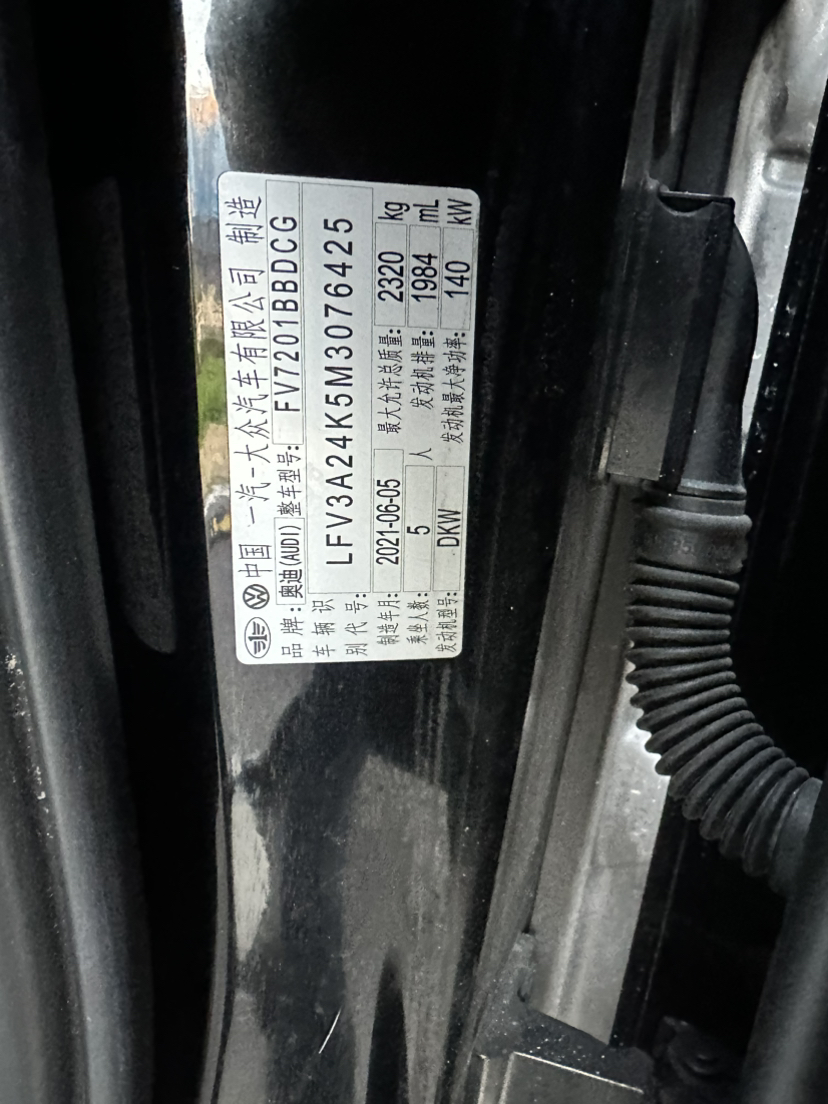 中国 一汽-大众汽车有限公司 制造
品牌: 奥迪(AUDI) 整车型号: FV7201BBDCG
车辆识别代号: LFV3A24K5M3076425
制造年月: 2021-06-05 最大允许总质量: 2320 kg
乘坐人数: 5 人 发动机排量: 1984 mL
发动机型号: DKW 发动机最大净功率: 140 kW